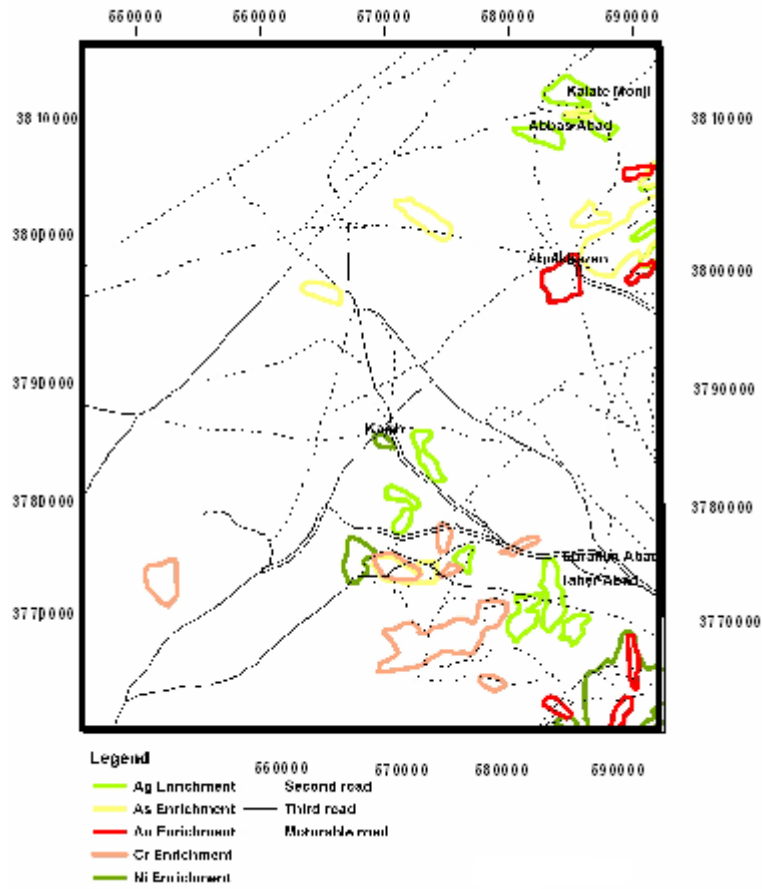 660000 660000 670000 680000 690000
3810000 3810000
Kalate Monji
Abbas Abad
3800000 3800000
3790000 3790000
3780000 3780000
Abad
Taher Abad
3770000 3770000
Legend
660000 670000 680000 690000
Ag Enrichment Second road
As Enrichment Third road
Au Enrichment Motorable road
Cr Enrichment
Ni Enrichment